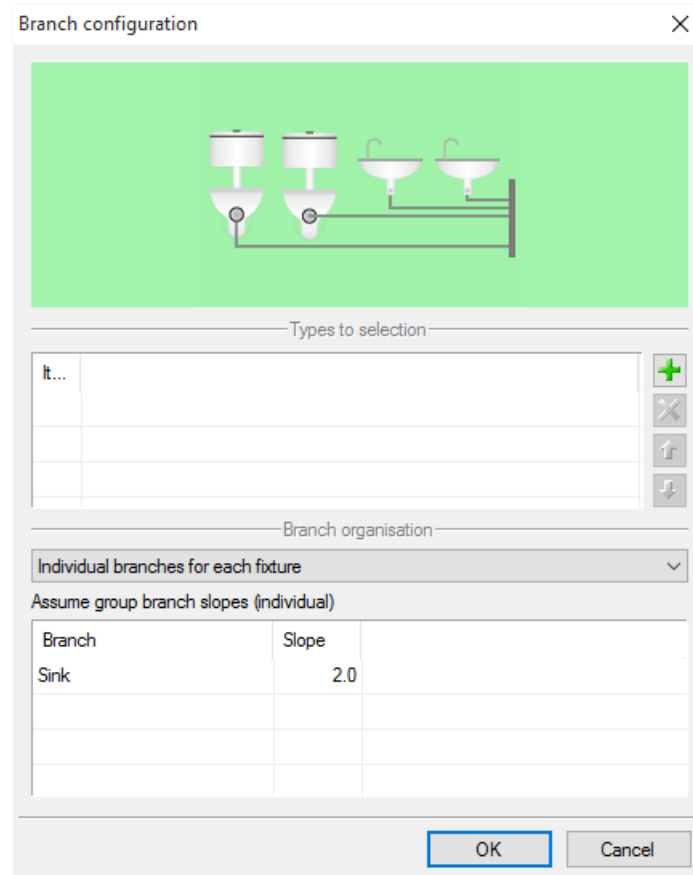 Branch configuration
Types to selection
It...
Branch organisation
Individual branches for each fixture
Assume group branch slopes (individual)
Branch Slope
Sink 2.0
OK Cancel